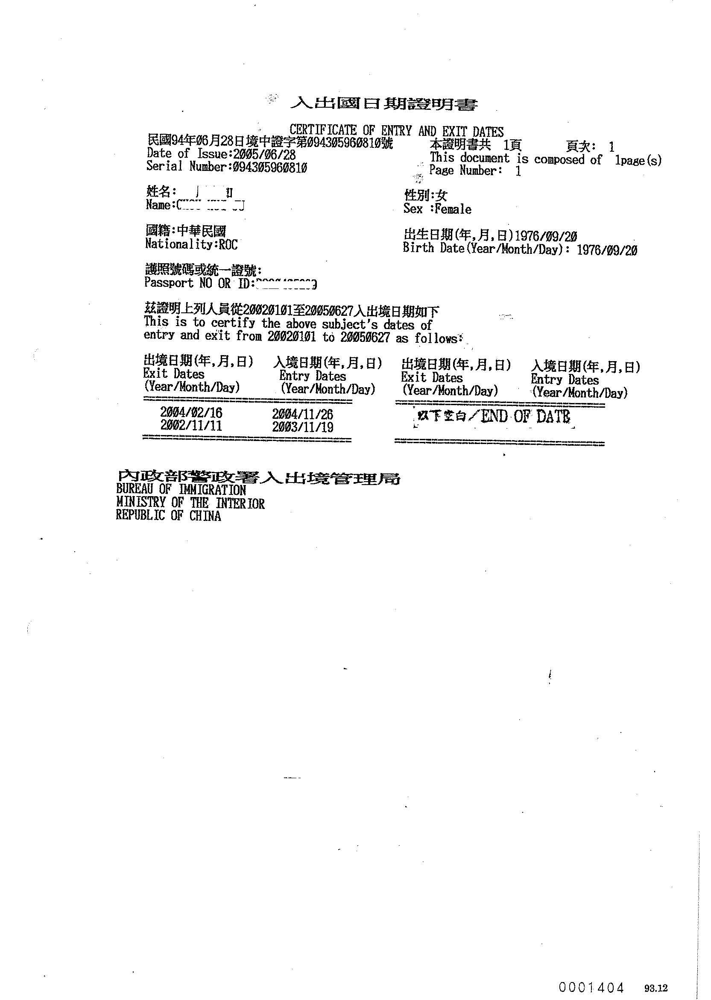 入出國日期證明書
CERTIFICATE OF ENTRY AND EXIT DATES
民國94年06月28日境中證字第094305960810號 本證明書共 1頁 頁次: 1
Date of Issue:2005/06/28 This document is composed of 1page(s)
Serial Number:094305960810 Page Number: 1
姓名: 性別:女
Name: Sex :Female
國籍:中華民國 出生日期(年,月,日)1976/09/20
Nationality:ROC Birth Date(Year/Month/Day): 1976/09/20
護照號碼或統一證號:
Passport NO OR ID:
茲證明上列人員從20020101至20050627入出境日期如下
This is to certify the above subject's dates of
entry and exit from 20020101 to 20050627 as follows:
出境日期(年,月,日) 入境日期(年,月,日) 出境日期(年,月,日) 入境日期(年,月,日)
Exit Dates Entry Dates Exit Dates Entry Dates
(Year/Month/Day) (Year/Month/Day) (Year/Month/Day) (Year/Month/Day)
2004/02/16 2004/11/26 以下空白/END OF DATE
2002/11/11 2003/11/19
內政部警政署入出境管理局
BUREAU OF IMMIGRATION
MINISTRY OF THE INTERIOR
REPUBLIC OF CHINA
0001404 93.12